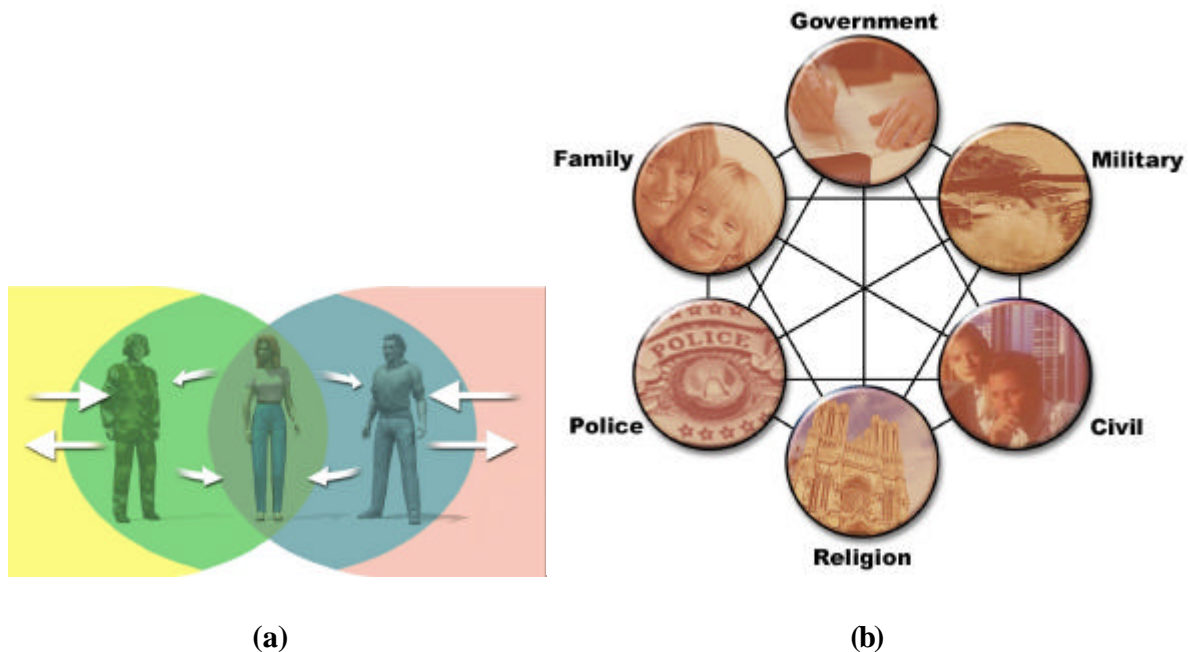 Government
Family
Military
POLICE
Police
Civil
Religion
(a)
(b)